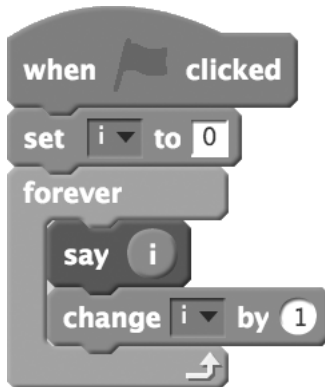 when clicked
set i to 0
forever
say i
change i by 1